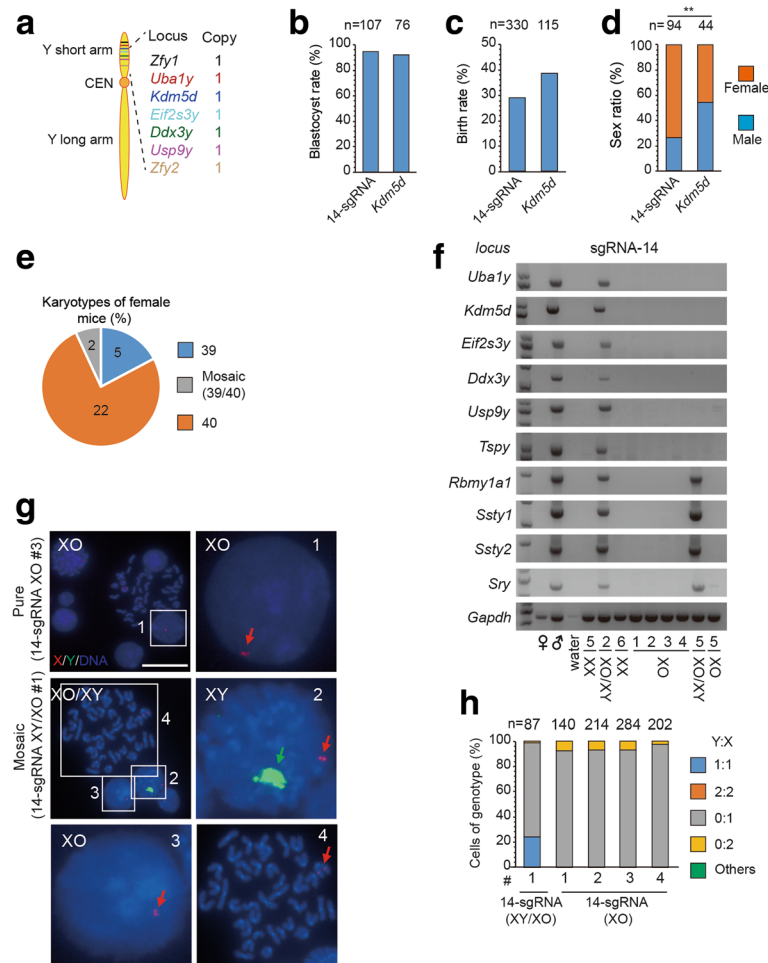 a
Y short arm
CEN
Y long arm
Locus Copy
Zfy1 1
Uba1y 1
Kdm5d 1
Eif2s3y 1
Ddx3y 1
Usp9y 1
Zfy2 1
b
n=107 76
Blastocyst rate (%)
100
80
60
40
20
0
14-sgRNA
Kdm5d
c
n=330 115
Birth rate (%)
50
40
30
20
10
0
14-sgRNA
Kdm5d
d
**
n= 94 44
Sex ratio (%)
100
80
60
40
20
0
14-sgRNA
Kdm5d
Female
Male
e
Karyotypes of female
mice (%)
2
5
22
39
Mosaic
(39/40)
40
f
locus sgRNA-14
Uba1y
Kdm5d
Eif2s3y
Ddx3y
Usp9y
Tspy
Rbmy1a1
Ssty1
Ssty2
Sry
Gapdh
♀ ♂ water 5 2 6 1 2 3 4 5 5
XX XY/XO XX XO XY/XO XO
g
Pure
(14-sgRNA XO #3)
XO
1
X/Y/DNA
XO 1
Mosaic
(14-sgRNA XY/XO #1)
XO/XY
4
3
2
XY 2
XO 3
4
h
n=87 140 214 284 202
Cells of genotype (%)
100
80
60
40
20
0
# 1 1 2 3 4
14-sgRNA
(XY/XO)
14-sgRNA
(XO)
Y:X
1:1
2:2
0:1
0:2
Others